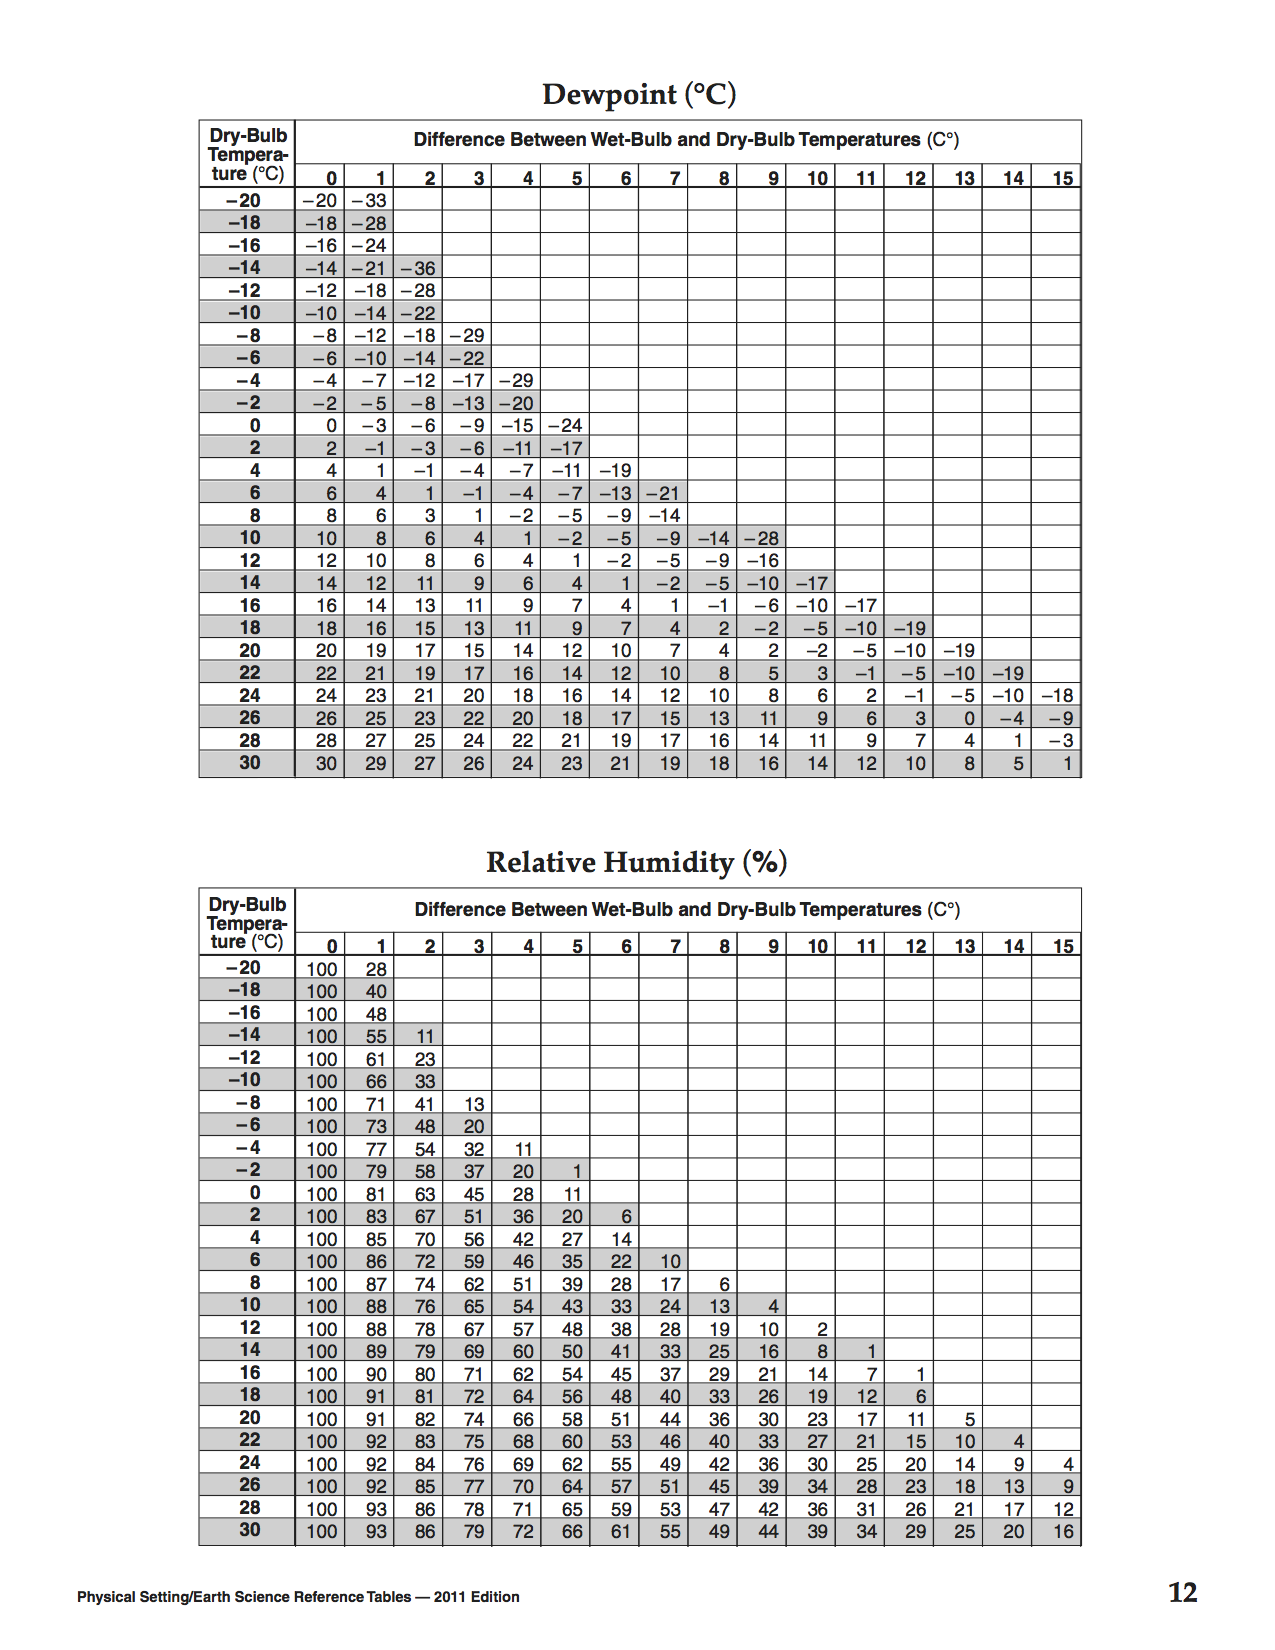 Dewpoint (°C)
Dry-Bulb Tempera- ture (°C) Difference Between Wet-Bulb and Dry-Bulb Temperatures (C°)
0 1 2 3 4 5 6 7 8 9 10 11 12 13 14 15
–20 –20 –33
–18 –18 –28
–16 –16 –24
–14 –14 –21 –36
–12 –12 –18 –28
–10 –10 –14 –22
–8 –8 –12 –18 –29
–6 –6 –10 –14 –22
–4 –4 –7 –12 –17 –29
–2 –2 –5 –8 –13 –20
0 0 –3 –6 –9 –15 –24
2 2 –1 –3 –6 –11 –17
4 4 1 –1 –4 –7 –11 –19
6 6 4 1 –1 –4 –7 –13 –21
8 8 6 3 1 –2 –5 –9 –14
10 10 8 6 4 1 –2 –5 –9 –14 –28
12 12 10 8 6 4 1 –2 –5 –9 –16
14 14 12 11 9 6 4 1 –2 –5 –10 –17
16 16 14 13 11 9 7 4 1 –1 –6 –10 –17
18 18 16 15 13 11 9 7 4 2 –2 –5 –10 –19
20 20 19 17 15 14 12 10 7 4 2 –2 –5 –10 –19
22 22 21 19 17 16 14 12 10 8 5 3 –1 –5 –10 –19
24 24 23 21 20 18 16 14 12 10 8 6 2 –1 –5 –10 –18
26 26 25 23 22 20 18 17 15 13 11 9 6 3 0 –4 –9
28 28 27 25 24 22 21 19 17 16 14 11 9 7 4 1 –3
30 30 29 27 26 24 23 21 19 18 16 14 12 10 8 5 1
Relative Humidity (%)
Dry-Bulb Tempera- ture (°C) Difference Between Wet-Bulb and Dry-Bulb Temperatures (C°)
0 1 2 3 4 5 6 7 8 9 10 11 12 13 14 15
–20 100 28
–18 100 40
–16 100 48
–14 100 55 11
–12 100 61 23
–10 100 66 33
–8 100 71 41 13
–6 100 73 48 20
–4 100 77 54 32 11
–2 100 79 58 37 20 1
0 100 81 63 45 28 11
2 100 83 67 51 36 20 6
4 100 85 70 56 42 27 14
6 100 86 72 59 46 35 22 10
8 100 87 74 62 51 39 28 17 6
10 100 88 76 65 54 43 33 24 13 4
12 100 88 78 67 57 48 38 28 19 10 2
14 100 89 79 69 60 50 41 33 25 16 8 1
16 100 90 80 71 62 54 45 37 29 21 14 7 1
18 100 91 81 72 64 56 48 40 33 26 19 12 6
20 100 91 82 74 66 58 51 44 36 30 23 17 11 5
22 100 92 83 75 68 60 53 46 40 33 27 21 15 10 4
24 100 92 84 76 69 62 55 49 42 36 30 25 20 14 9 4
26 100 92 85 77 70 64 57 51 45 39 34 28 23 18 13 9
28 100 93 86 78 71 65 59 53 47 42 36 31 26 21 17 12
30 100 93 86 79 72 66 61 55 49 44 39 34 29 25 20 16
Physical Setting/Earth Science Reference Tables — 2011 Edition 12